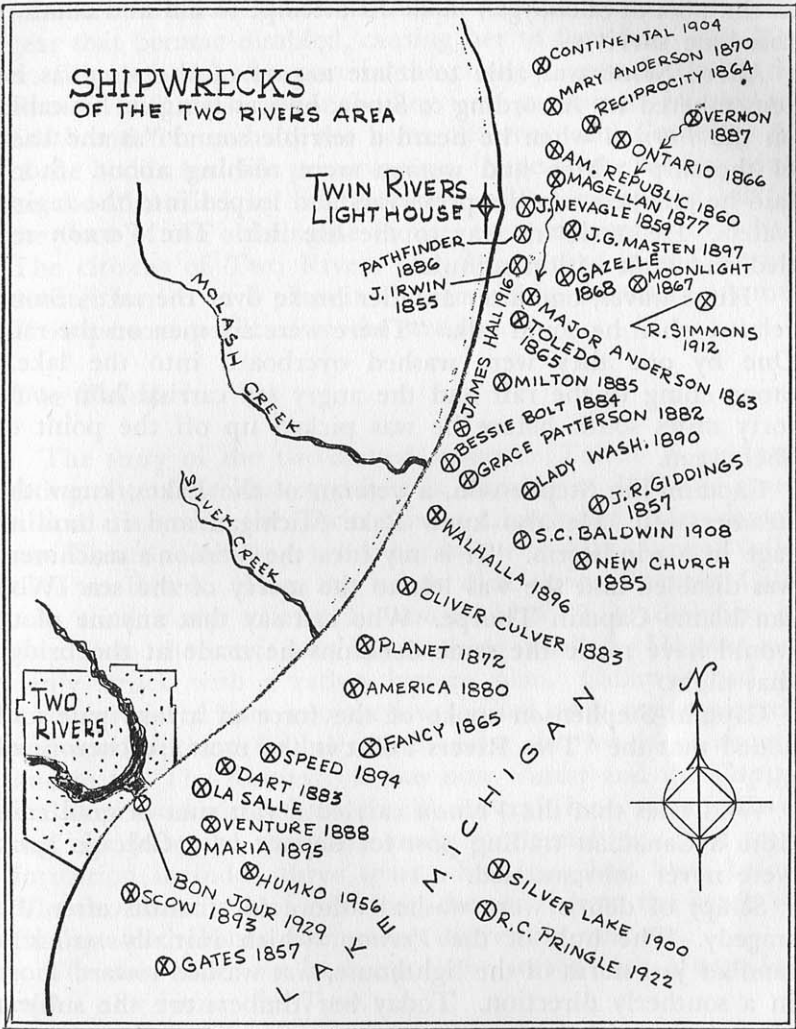 SHIPWRECKS
OF THE TWO RIVERS AREA
CONTINENTAL 1904
MARY ANDERSON 1870
RECIPROCITY 1864
VERNON
1887
ONTARIO 1866
AM. REPUBLIC 1860
MAGELLAN 1877
TWIN RIVERS
LIGHT HOUSE
J. NEVAGLE 1859
J.G. MASTEN 1897
PATHFINDER
1886
J. IRWIN
1855
GAZELLE
1868
MOONLIGHT
1867
R. SIMMONS
1912
JAMES HALL 1916
MAJOR ANDERSON 1863
TOLEDO
1865
MILTON 1885
BESSIE BOLT 1884
GRACE PATTERSON 1882
LADY WASH. 1890
J.R. GIDDINGS
1857
S.C. BALDWIN 1908
NEW CHURCH
1885
VALHALLA 1896
OLIVER CULVER 1883
PLANET 1872
AMERICA 1880
FANCY 1865
SPEED
1894
DART 1883
LA SALLE
VENTURE 1888
MARIA 1875
HUMKO 1956
BON JOUR 1929
SCOW 1893
GATES 1857
SILVER LAKE 1900
R.C. PRINGLE 1922
MOLASH CREEK
CREEK
TWO
RIVERS
LAKE MICHIGAN
N